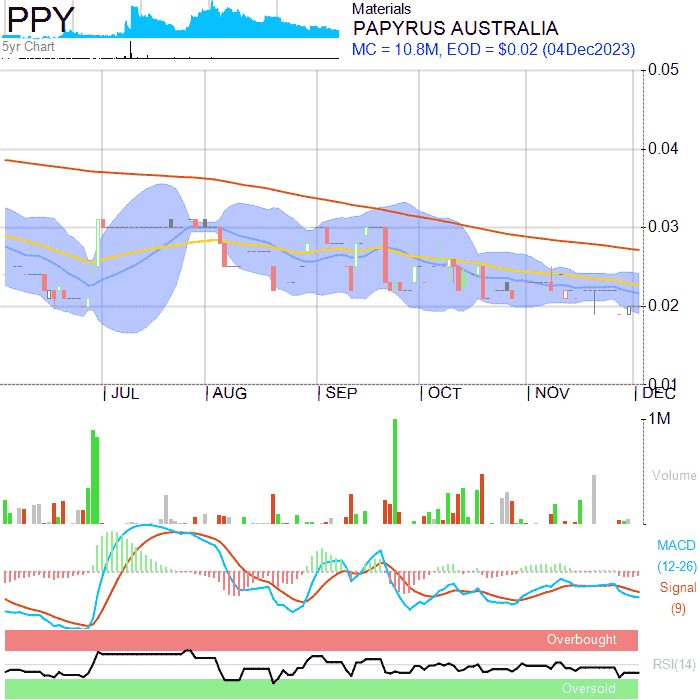 PPY
5yr Chart
Materials
PAPYRUS AUSTRALIA
MC = 10.8M, EOD = $0.02 (04Dec2023)
0.05
0.04
0.03
0.02
0.01
JUL AUG SEP OCT NOV DEC
1M
Volume
MACD
(12-26)
Signal
(9)
Overbought
RSI(14)
Oversold